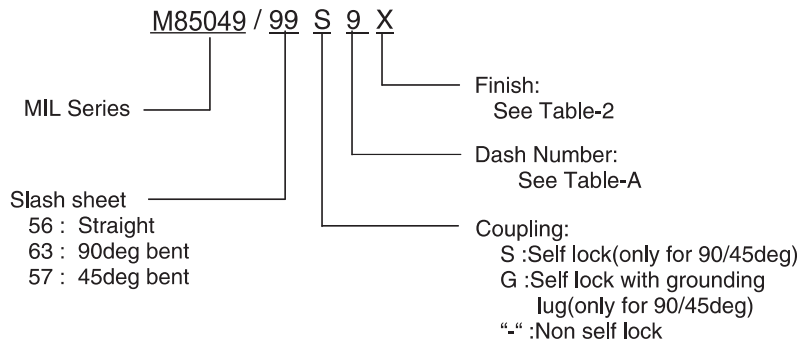 M85049 / 99 S 9 X
MIL Series
Slash sheet
56 : Straight
63 : 90deg bent
57 : 45deg bent
Finish:
See Table-2
Dash Number:
See Table-A
Coupling:
S :Self lock(only for 90/45deg)
G :Self lock with grounding
lug(only for 90/45deg)
“-“ :Non self lock